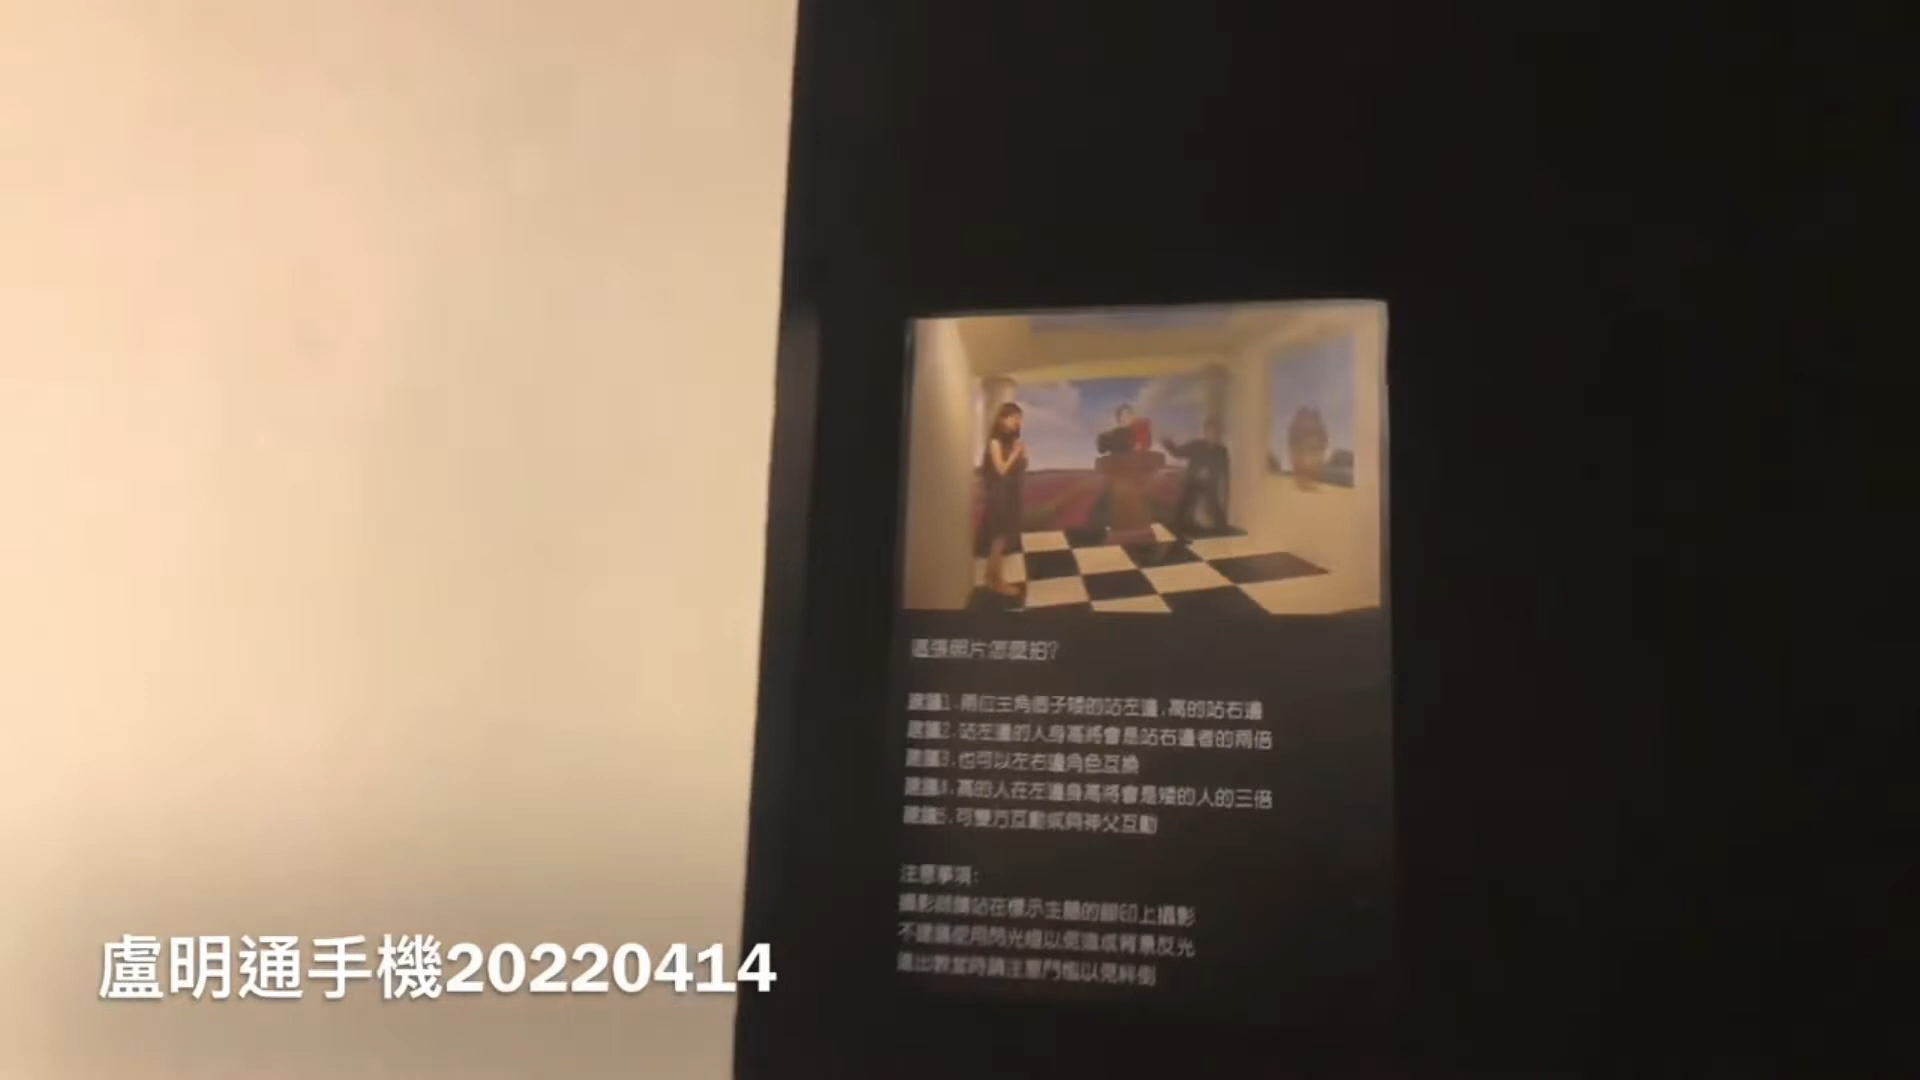 這張照片怎麼拍?
建議1.兩位主角個子矮的站左邊,高的站右邊
建議2.站左邊的人身高將會是站右邊者的兩倍
建議3.也可以左右邊角色互換
建議4.高的人在左邊身高將會是矮的人的三倍
建議5.可雙方互動或與神父互動
注意事項:
攝影師請站在標示主題的腳印上攝影
不建議使用閃光燈以免造成背景反光
進出教堂時請注意門檻以免絆倒
盧明通手機20220414